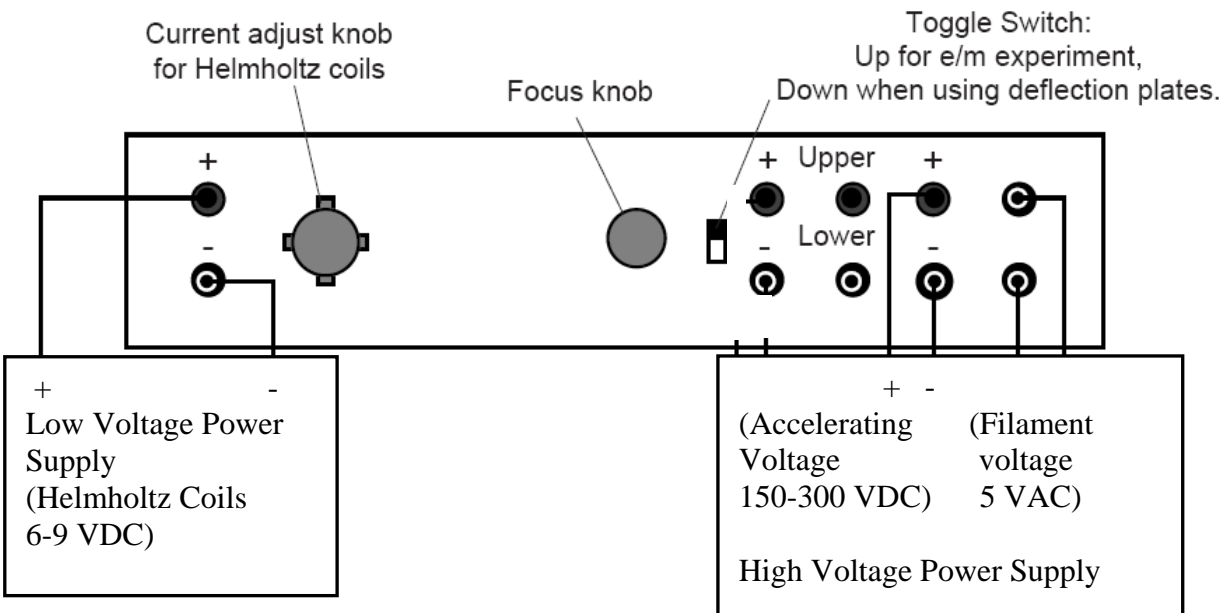 Current adjust knob
for Helmholtz coils
Focus knob
Toggle Switch:
Up for e/m experiment,
Down when using deflection plates.
+
-
+ Upper +
- Lower -
+ -
Low Voltage Power
Supply
(Helmholtz Coils
6-9 VDC)
+ -
(Accelerating
Voltage
150-300 VDC)
(Filament
voltage
5 VAC)
High Voltage Power Supply